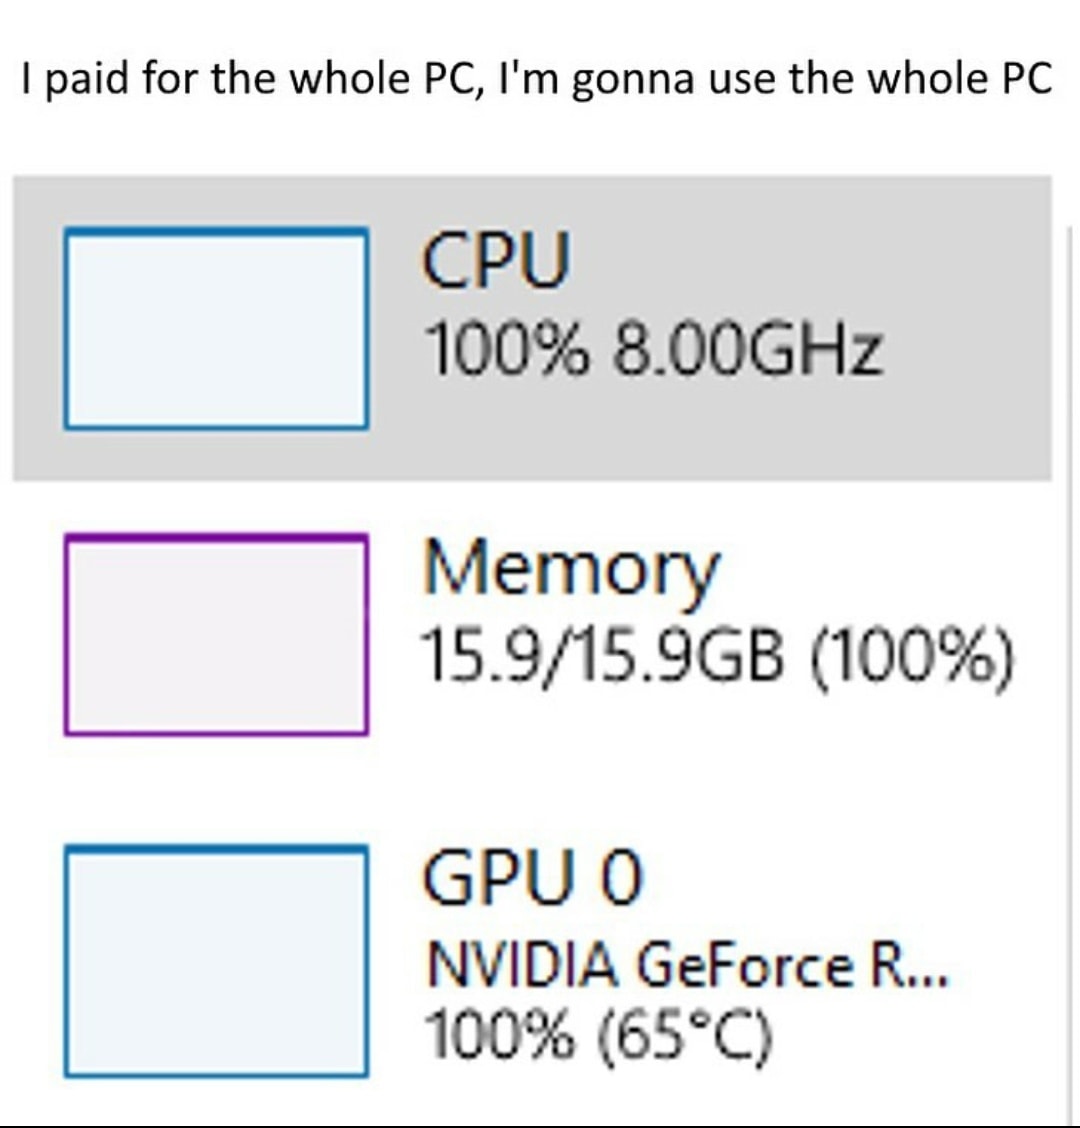 I paid for the whole PC, I'm gonna use the whole PC
CPU
100% 8.00GHz
Memory
15.9/15.9GB (100%)
GPU 0
NVIDIA GeForce R...
100% (65°C)